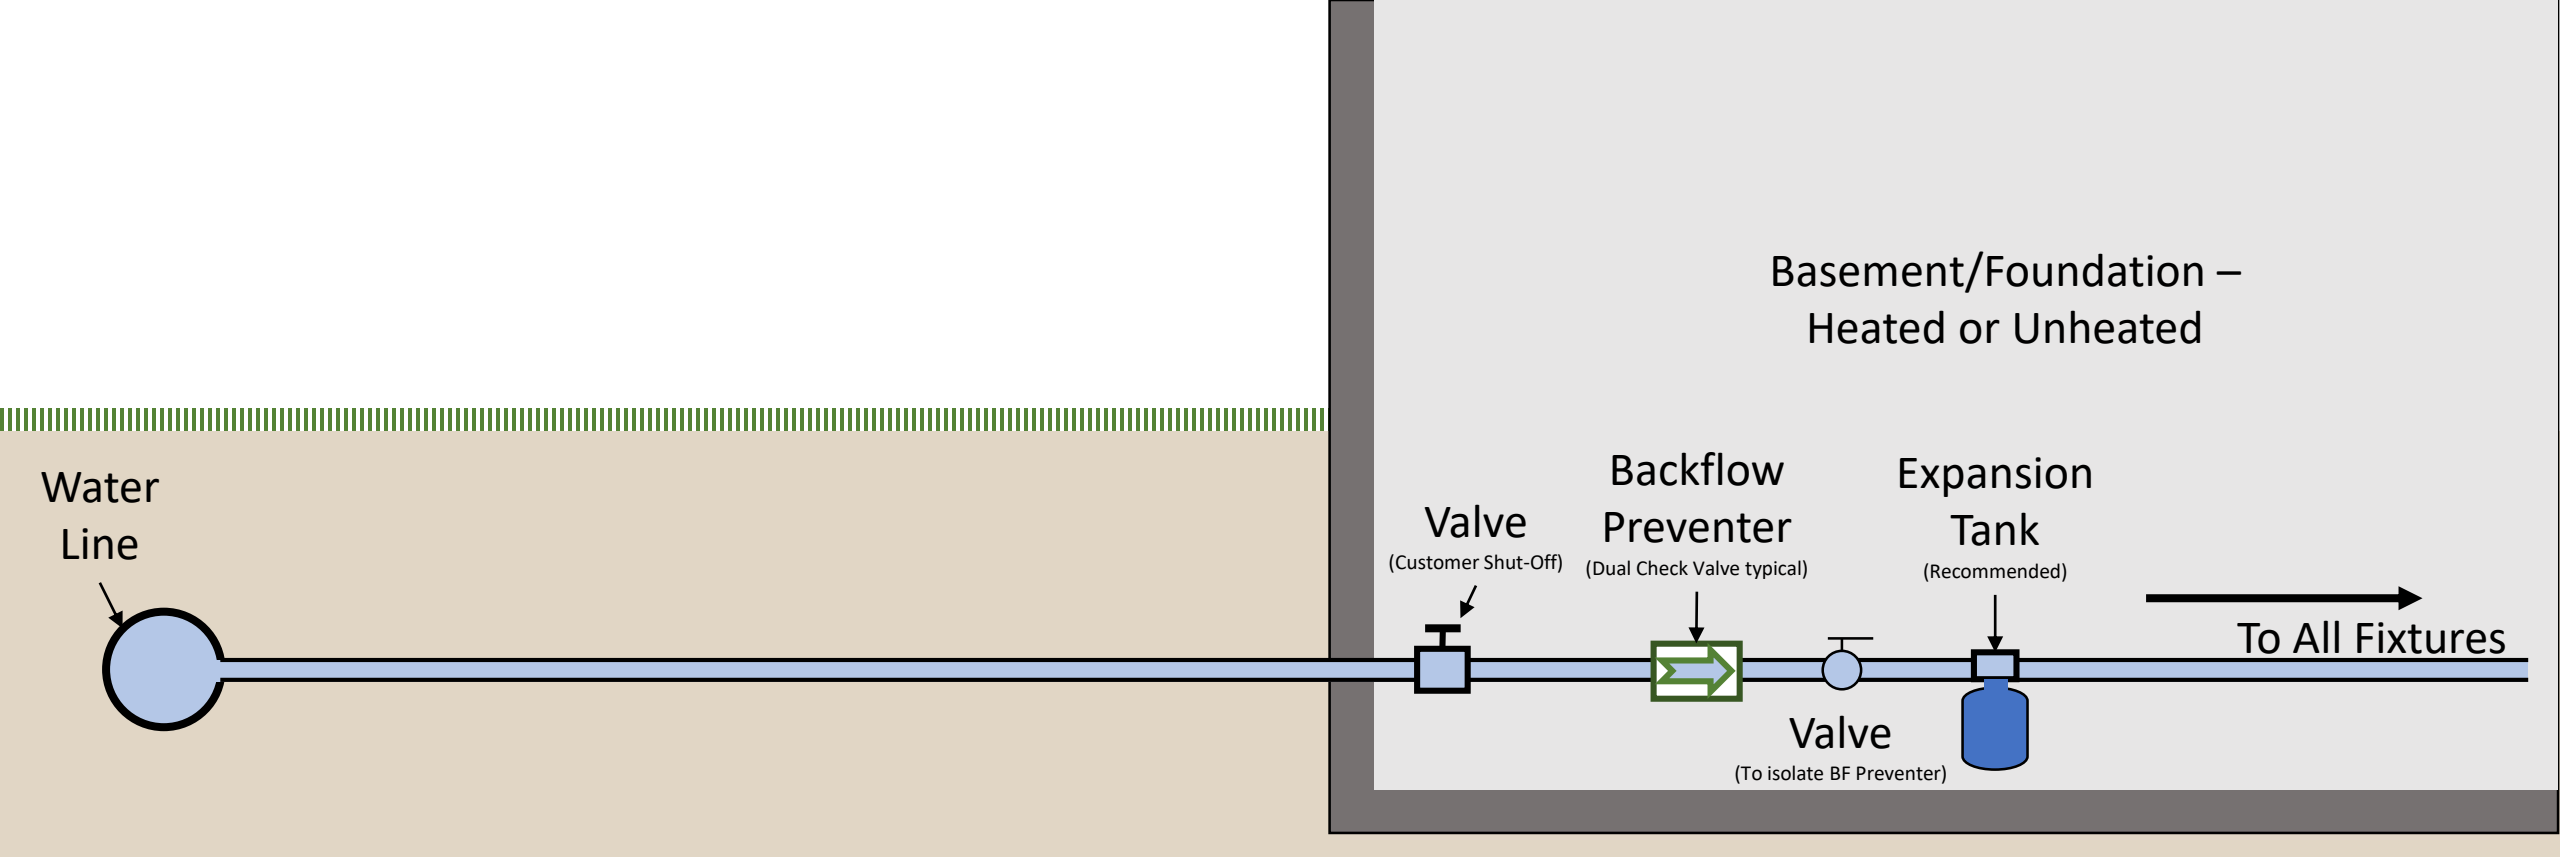 Basement/Foundation –
Heated or Unheated
Water
Line
Valve
(Customer Shut-Off)
Backflow
Preventer
(Dual Check Valve typical)
Expansion
Tank
(Recommended)
To All Fixtures
Valve
(To isolate BF Preventer)